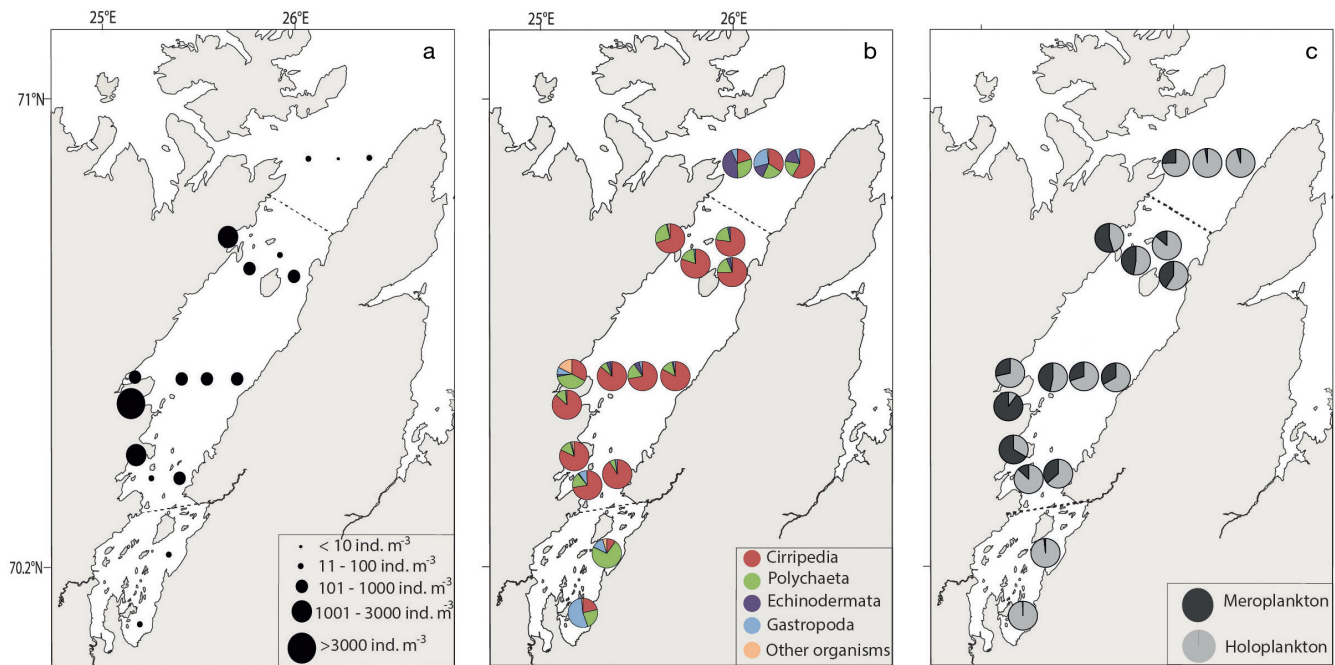 25°E 26°E
a
71°N
70.2°N
< 10 ind. m⁻³
11 - 100 ind. m⁻³
101 - 1000 ind. m⁻³
1001 - 3000 ind. m⁻³
>3000 ind. m⁻³
25°E 26°E
b
Cirripedia
Polychaeta
Echinodermata
Gastropoda
Other organisms
c
Meroplankton
Holoplankton